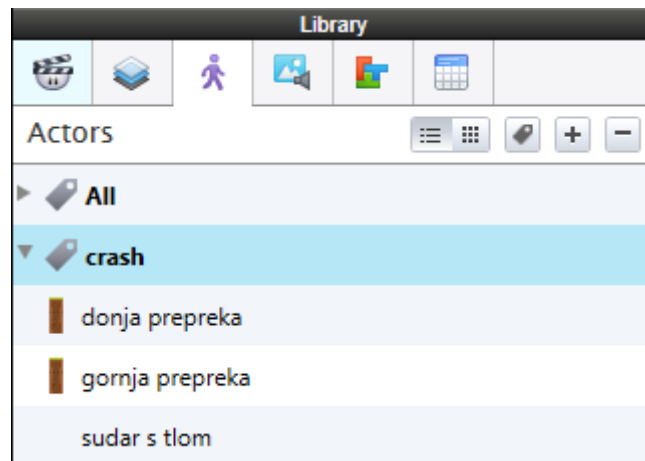 Library
Actors
All
crash
donja prepreka
gornja prepreka
sudar s tlom